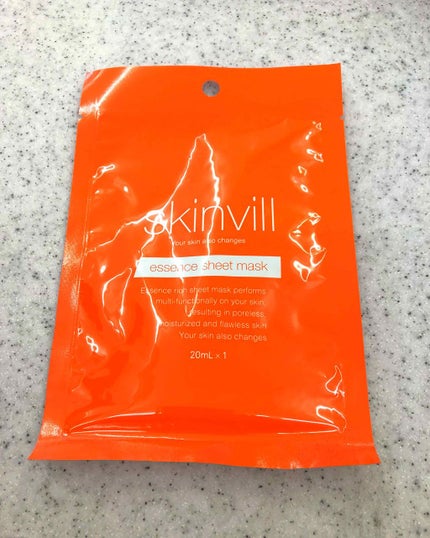 skinvill
Your skin also changes
essence sheet mask
Essence rich sheet mask performs
multi-functionally on your skin,
resulting in poreless,
moisturized and flawless skin
Your skin also changes
20mL × 1